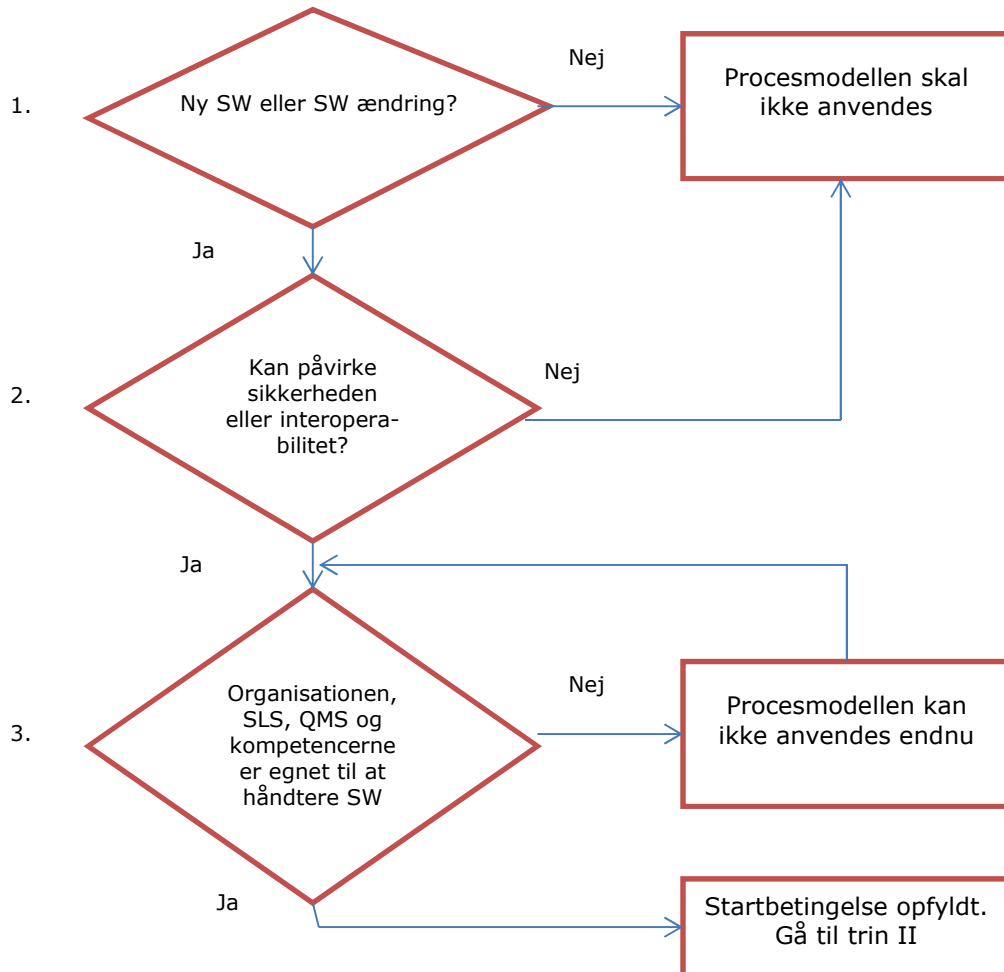 1.
Ny SW eller SW ændring?
Nej
Procesmodellen skal
ikke anvendes
Ja
2.
Kan påvirke
sikkerheden
eller interopera-
bilitet?
Nej
Ja
3.
Organisationen,
SLS, QMS og
kompetencerne
er egnet til at
håndtere SW
Nej
Procesmodellen kan
ikke anvendes endnu
Ja
Startbetingelse opfyldt.
Gå til trin II